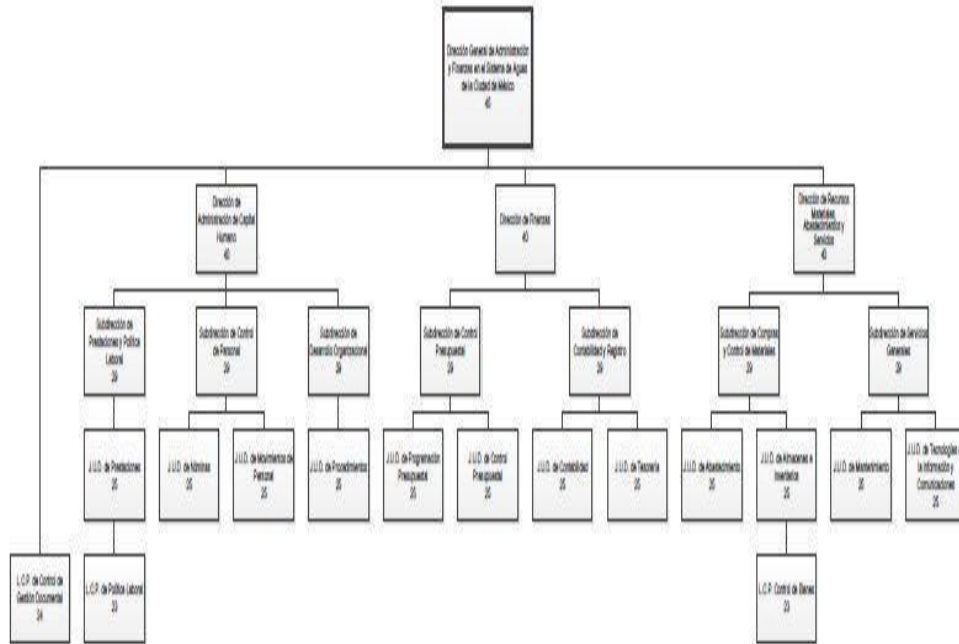 Dirección General de Administración
y Finanzas en el Sistema de Aguas
de la Ciudad de México
Dirección de
Administración de Capital
Humano
40
Dirección de Finanzas
40
Dirección de Recursos
Materiales,
Abastecimientos y
Servicios
40
Subdirección de
Prestaciones y Política
Laboral
29
Subdirección de Control
de Personal
29
Subdirección de
Desarrollo Organizacional
29
Subdirección de Control
Presupuestal
29
Subdirección de
Contabilidad y Registro
29
Subdirección de Compras
y Control de Materiales
29
Subdirección de Servicios
Generales
29
J.U.D. de Prestaciones
25
J.U.D. de Nóminas
25
J.U.D. de Movimientos de
Personal
25
J.U.D. de Procedimientos
25
J.U.D. de Programación
Presupuestal
25
J.U.D. de Control
Presupuestal
25
J.U.D. de Contabilidad
25
J.U.D. de Tesorería
25
J.U.D. de Abastecimiento
25
J.U.D. de Almacenes e
Inventarios
25
J.U.D. de Mantenimiento
25
J.U.D. de Tecnologías
la Información y
Comunicaciones
25
L.C.P. de Control de
Gestión Documental
24
L.C.P. de Política Laboral
23
L.C.P. Control de Bienes
23